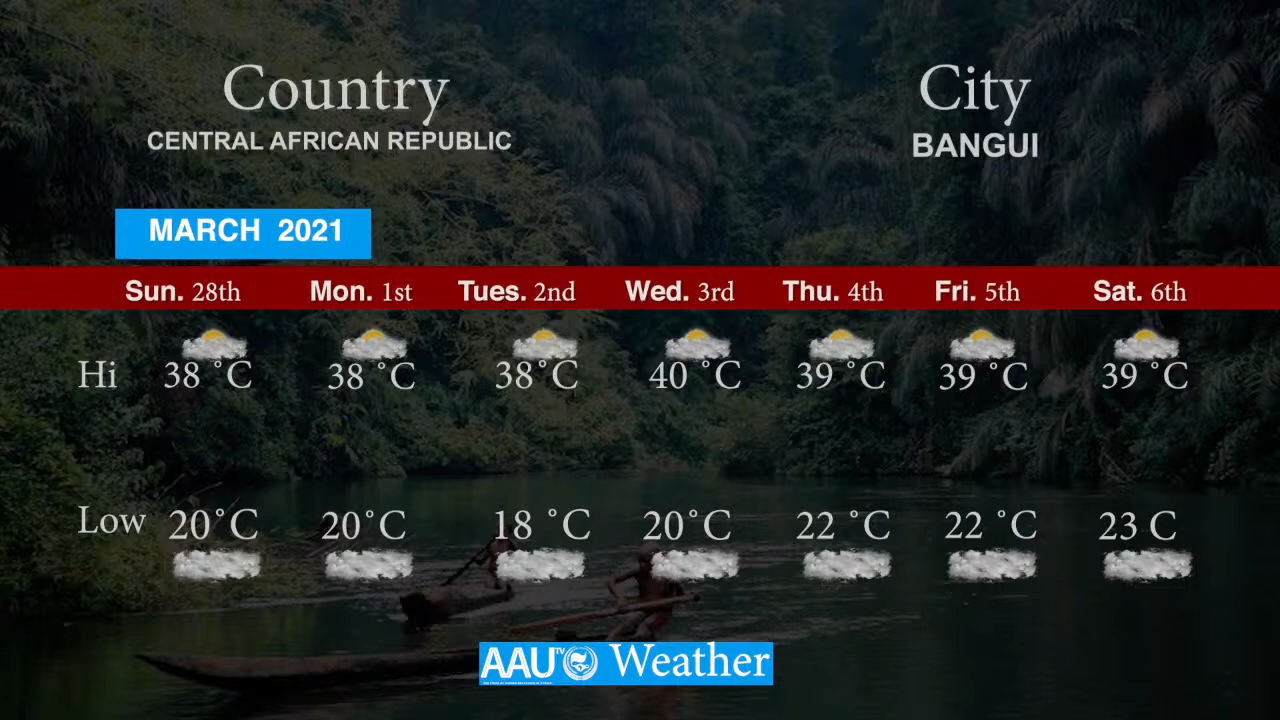 Country
CENTRAL AFRICAN REPUBLIC
City
BANGUI
MARCH 2021
Sun. 28th Mon. 1st Tues. 2nd Wed. 3rd Thu. 4th Fri. 5th Sat. 6th
Hi 38 °C 38 °C 38°C 40 °C 39 °C 39 °C 39 °C
Low 20°C 20°C 18 °C 20°C 22 °C 22 °C 23 C
AAU TV Weather